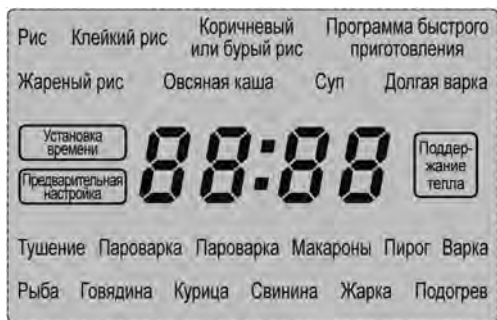 Рис Клейкий рис Коричневый или бурый рис Программа быстрого приготовления
Жареный рис Овсяная каша Суп Долгая варка
Установка времени
88:88
Поддер-жание тепла
Предварительная настройка
Тушение Пароварка Пароварка Макароны Пирог Варка
Рыба Говядина Курица Свинина Жарка Подогрев